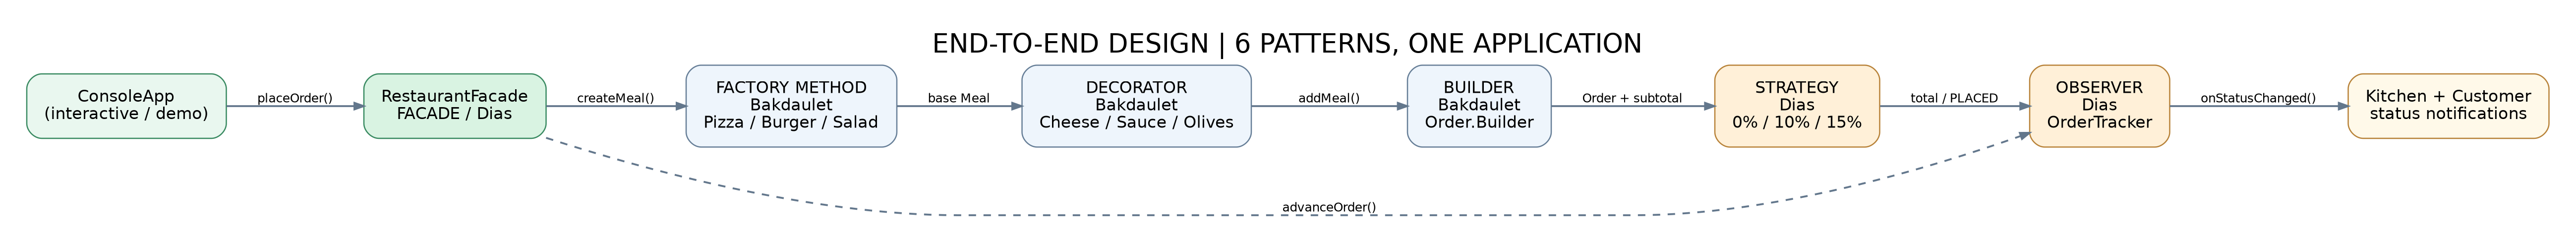 END-TO-END DESIGN | 6 PATTERNS, ONE APPLICATION
ConsoleApp
(interactive / demo)
placeOrder()
RestaurantFacade
FACADE / Dias
createMeal()
FACTORY METHOD
Bakdaulet
Pizza / Burger / Salad
base Meal
DECORATOR
Bakdaulet
Cheese / Sauce / Olives
addMeal()
BUILDER
Bakdaulet
Order.Builder
Order + subtotal
STRATEGY
Dias
0% / 10% / 15%
total / PLACED
OBSERVER
Dias
OrderTracker
onStatusChanged()
Kitchen + Customer
status notifications
advanceOrder()